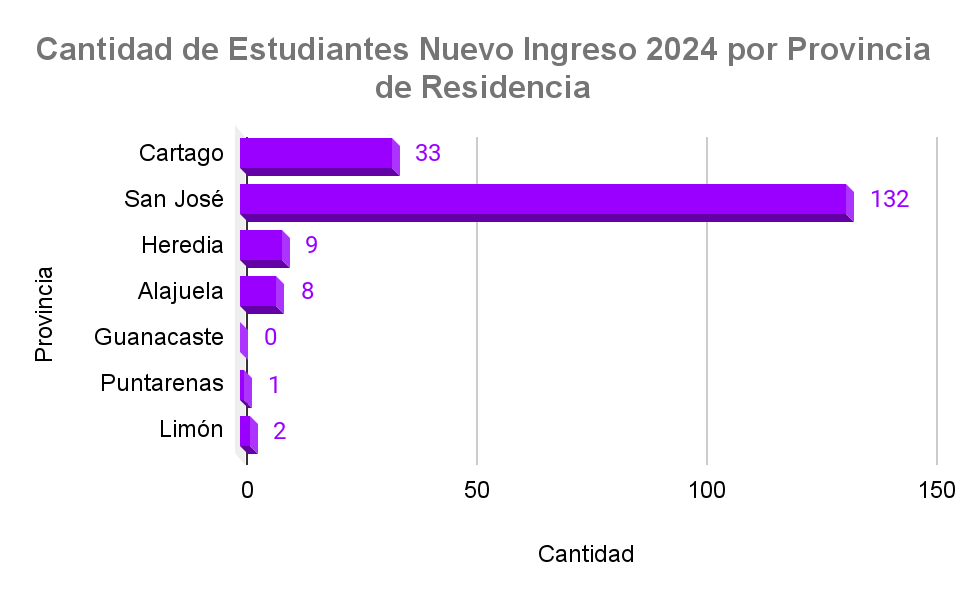 Cantidad de Estudiantes Nuevo Ingreso 2024 por Provincia
de Residencia
Provincia
Cartago 33
San José 132
Heredia 9
Alajuela 8
Guanacaste 0
Puntarenas 1
Limón 2
0 50 100 150
Cantidad